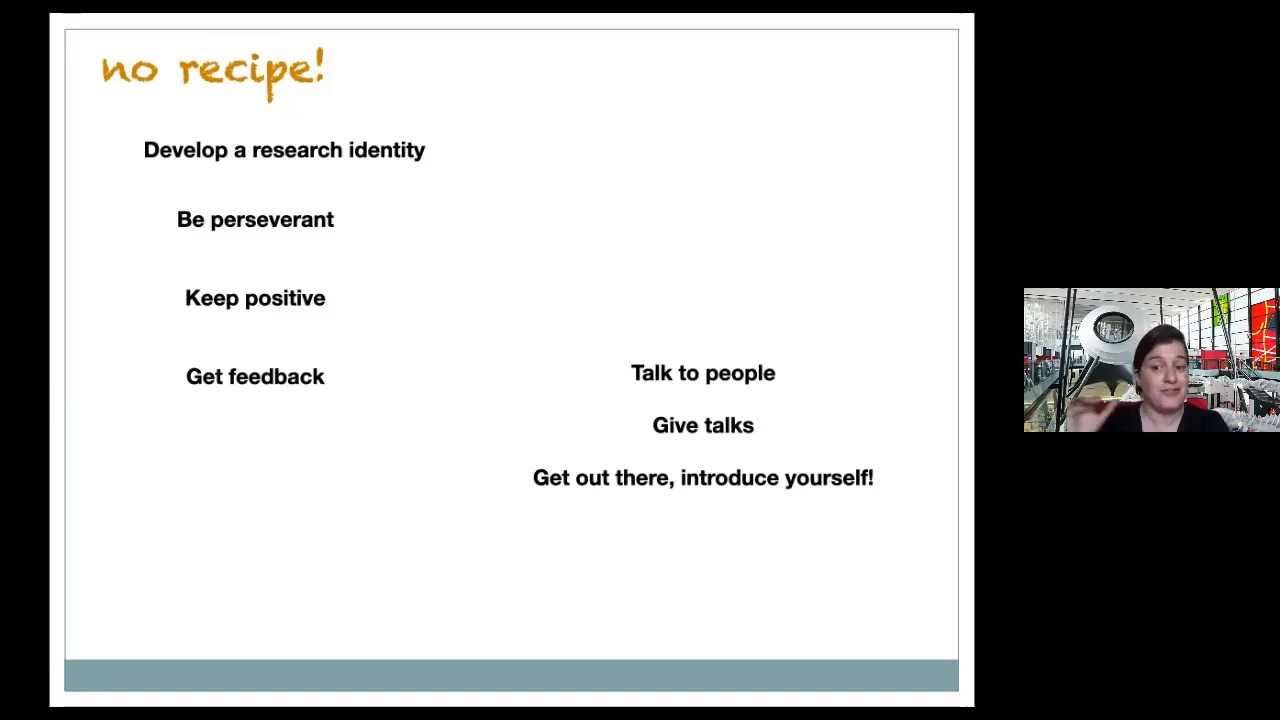 no recipe!
Develop a research identity
Be perseverant
Keep positive
Get feedback
Talk to people
Give talks
Get out there, introduce yourself!